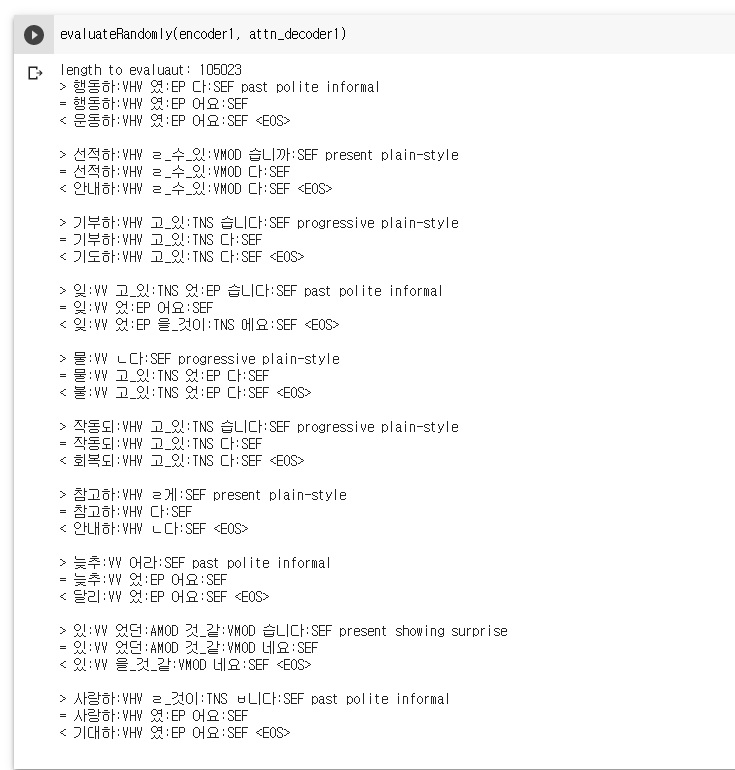 evaluateRandomly(encoder1, attn_decoder1)
length to evaluaut: 105023
> 행동하:VHV 였:EP 다:SEF past polite informal
= 행동하:VHV 였:EP 어요:SEF
< 운동하:VHV 였:EP 어요:SEF <EOS>
> 선적하:VHV ㄹ_수_있:VMOD 습니까:SEF present plain-style
= 선적하:VHV ㄹ_수_있:VMOD 다:SEF
< 안내하:VHV ㄹ_수_있:VMOD 다:SEF <EOS>
> 기부하:VHV 고_있:TNS 습니다:SEF progressive plain-style
= 기부하:VHV 고_있:TNS 다:SEF
< 기도하:VHV 고_있:TNS 다:SEF <EOS>
> 잊:VV 고_있:TNS 었:EP 습니다:SEF past polite informal
= 잊:VV 었:EP 어요:SEF
< 잊:VV 었:EP 을_것이:TNS 에요:SEF <EOS>
> 물:VV ㄴ다:SEF progressive plain-style
= 물:VV 고_있:TNS 었:EP 다:SEF
< 불:VV 고_있:TNS 었:EP 다:SEF <EOS>
> 작동되:VHV 고_있:TNS 습니다:SEF progressive plain-style
= 작동되:VHV 고_있:TNS 다:SEF
< 회복되:VHV 고_있:TNS 다:SEF <EOS>
> 참고하:VHV ㄹ게:SEF present plain-style
= 참고하:VHV 다:SEF
< 안내하:VHV ㄴ다:SEF <EOS>
> 늦추:VV 어라:SEF past polite informal
= 늦추:VV 었:EP 어요:SEF
< 달리:VV 었:EP 어요:SEF <EOS>
> 있:VV 었던:AMOD 것_같:VMOD 습니다:SEF present showing surprise
= 있:VV 었던:AMOD 것_같:VMOD 네요:SEF
< 있:VV 을_것_같:VMOD 네요:SEF <EOS>
> 사랑하:VHV ㄹ_것이:TNS ㅂ니다:SEF past polite informal
= 사랑하:VHV 였:EP 어요:SEF
< 기대하:VHV 였:EP 어요:SEF <EOS>